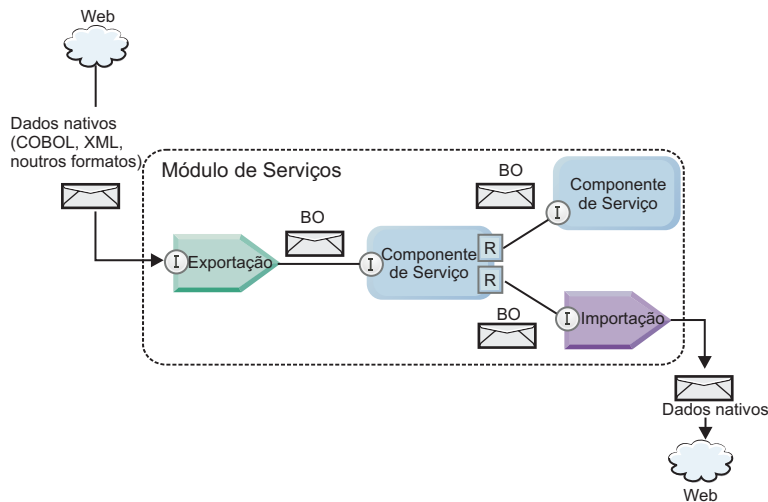 Web
Dados nativos
(COBOL, XML,
noutros formatos)
Módulo de Serviços
BO
Componente
de Serviço
BO
I Exportação
I
Componente
de Serviço
R
R
I
BO
I Importação
Dados nativos
Web